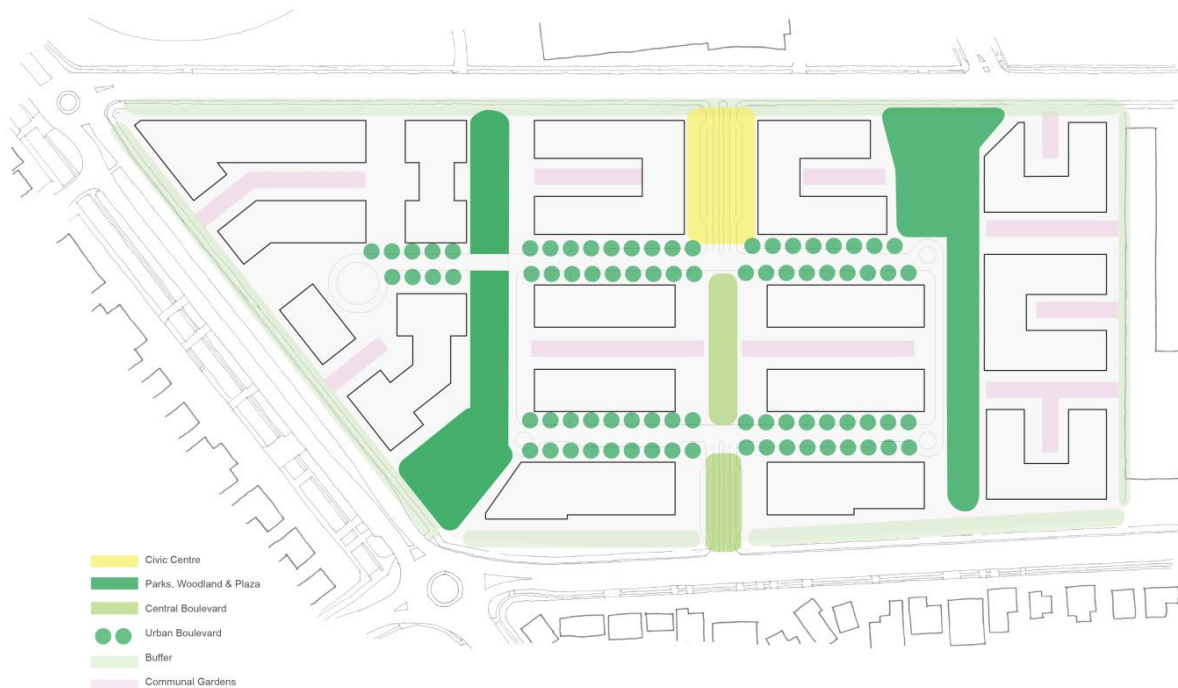 Civic Centre
Parks, Woodland & Plaza
Central Boulevard
Urban Boulevard
Buffer
Communal Gardens